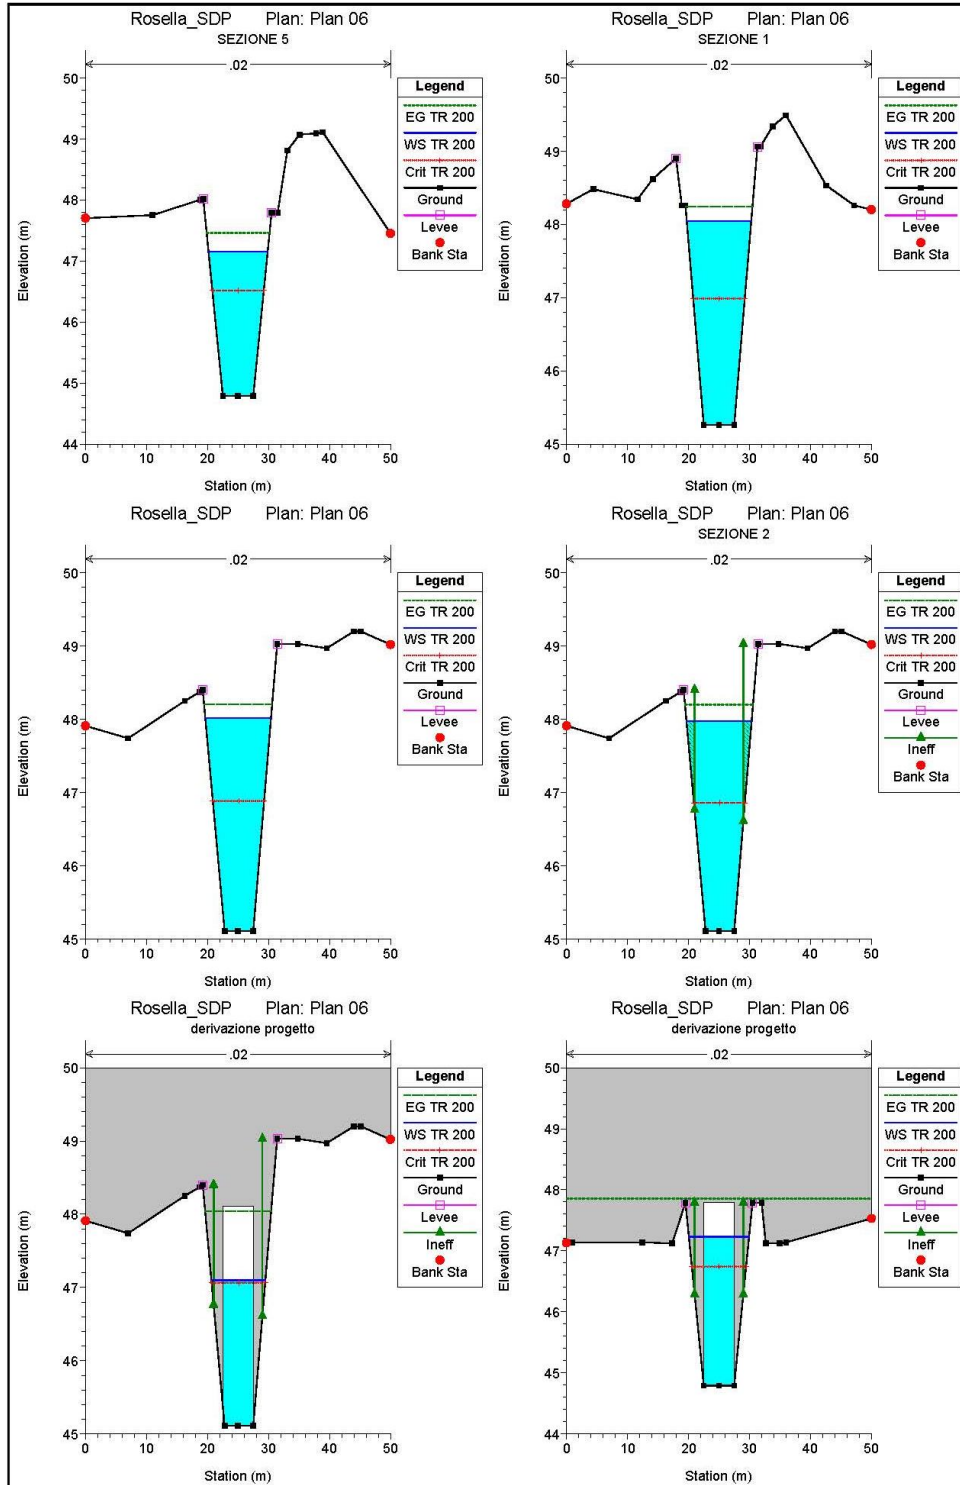 Rosella_SDP Plan: Plan 06
SEZIONE 5
.02
50
49
48
47
46
45
44
Elevation (m)
0 10 20 30 40 50
Station (m)
Legend
EG TR 200
WS TR 200
Crit TR 200
Ground
Levee
Bank Sta
Rosella_SDP Plan: Plan 06
SEZIONE 1
.02
50
49
48
47
46
45
Elevation (m)
0 10 20 30 40 50
Station (m)
Legend
EG TR 200
WS TR 200
Crit TR 200
Ground
Levee
Bank Sta
Rosella_SDP Plan: Plan 06
.02
50
49
48
47
46
45
Elevation (m)
0 10 20 30 40 50
Station (m)
Legend
EG TR 200
WS TR 200
Crit TR 200
Ground
Levee
Bank Sta
Rosella_SDP Plan: Plan 06
SEZIONE 2
.02
50
49
48
47
46
45
Elevation (m)
0 10 20 30 40 50
Station (m)
Legend
EG TR 200
WS TR 200
Crit TR 200
Ground
Levee
Ineff
Bank Sta
Rosella_SDP Plan: Plan 06
derivazione progetto
.02
50
49
48
47
46
45
Elevation (m)
0 10 20 30 40 50
Station (m)
Legend
EG TR 200
WS TR 200
Crit TR 200
Ground
Levee
Ineff
Bank Sta
Rosella_SDP Plan: Plan 06
derivazione progetto
.02
50
49
48
47
46
45
44
Elevation (m)
0 10 20 30 40 50
Station (m)
Legend
EG TR 200
WS TR 200
Crit TR 200
Ground
Levee
Ineff
Bank Sta